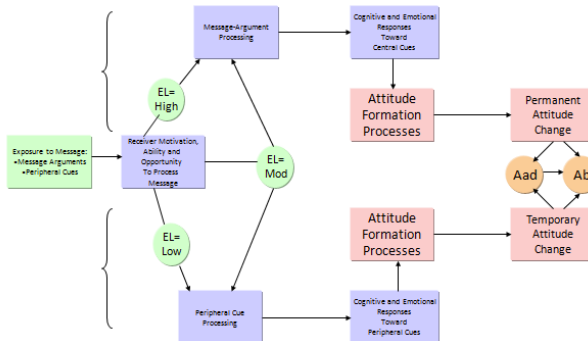 Message-Argument
Processing
Cognitive and Emotional
Responses
Toward
Central Cues
EL=
High
Attitude
Formation
Processes
Permanent
Attitude
Change
Exposure to Message:
•Message Arguments
•Peripheral Cues
Receiver Motivation,
Ability and
Opportunity
To Process
Message
EL=
Mod
Aad
Ab
EL=
Low
Attitude
Formation
Processes
Temporary
Attitude
Change
Peripheral Cue
Processing
Cognitive and Emotional
Responses
Toward
Peripheral Cues